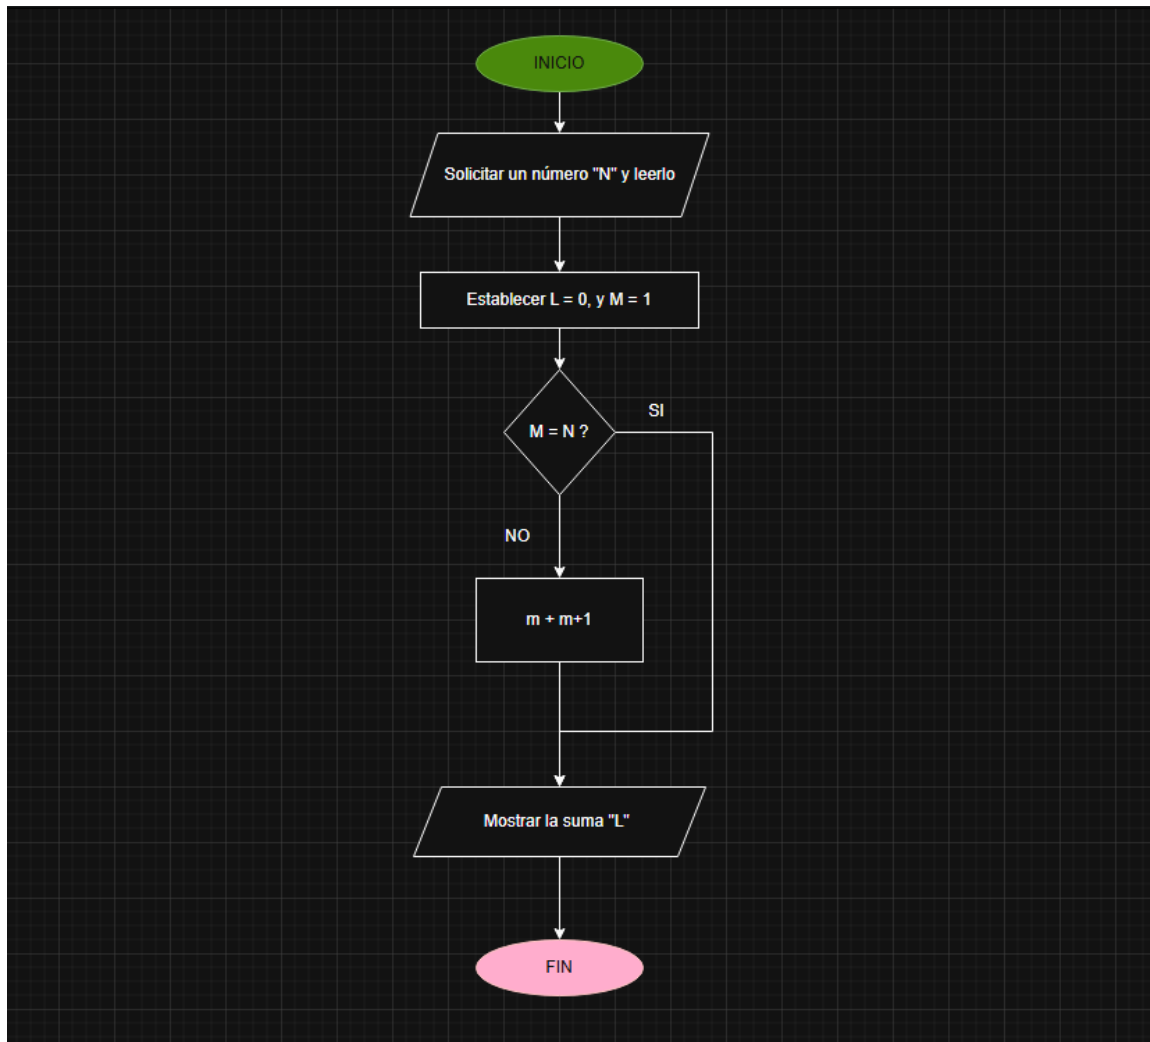 INICIO
Solicitar un número "N" y leerlo
Establecer L = 0, y M = 1
M = N ?
SI
NO
m + m+1
Mostrar la suma "L"
FIN